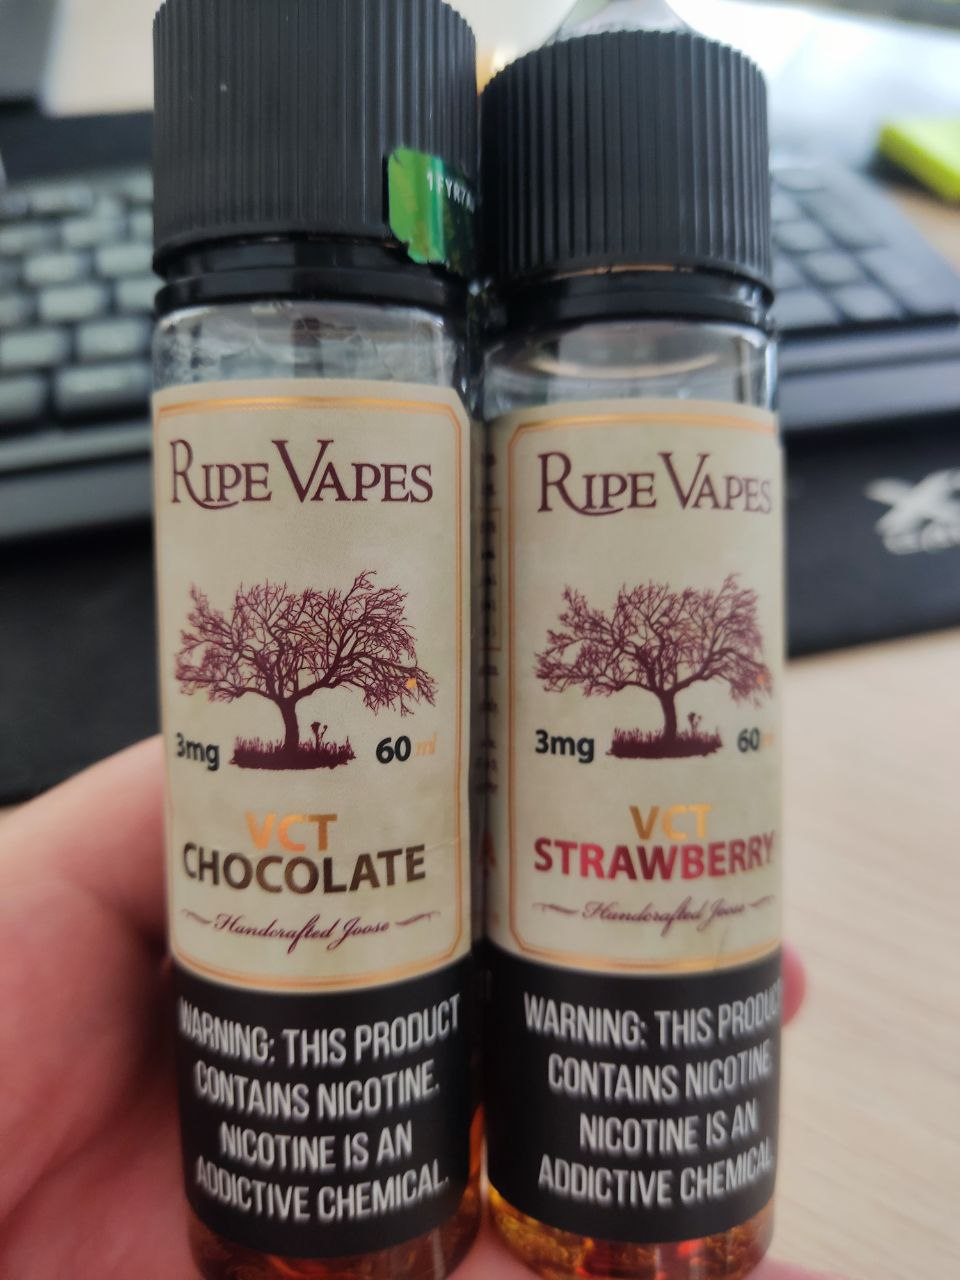 RIPE VAPES
3mg 60 ml
VCT
CHOCOLATE
Handcrafted Joose
WARNING: THIS PRODUCT
CONTAINS NICOTINE.
NICOTINE IS AN
ADDICTIVE CHEMICAL.
RIPE VAPES
3mg 60
VCT
STRAWBERRY
Handcrafted Joose
WARNING: THIS PRODUCT
CONTAINS NICOTINE
NICOTINE IS AN
ADDICTIVE CHEMICAL